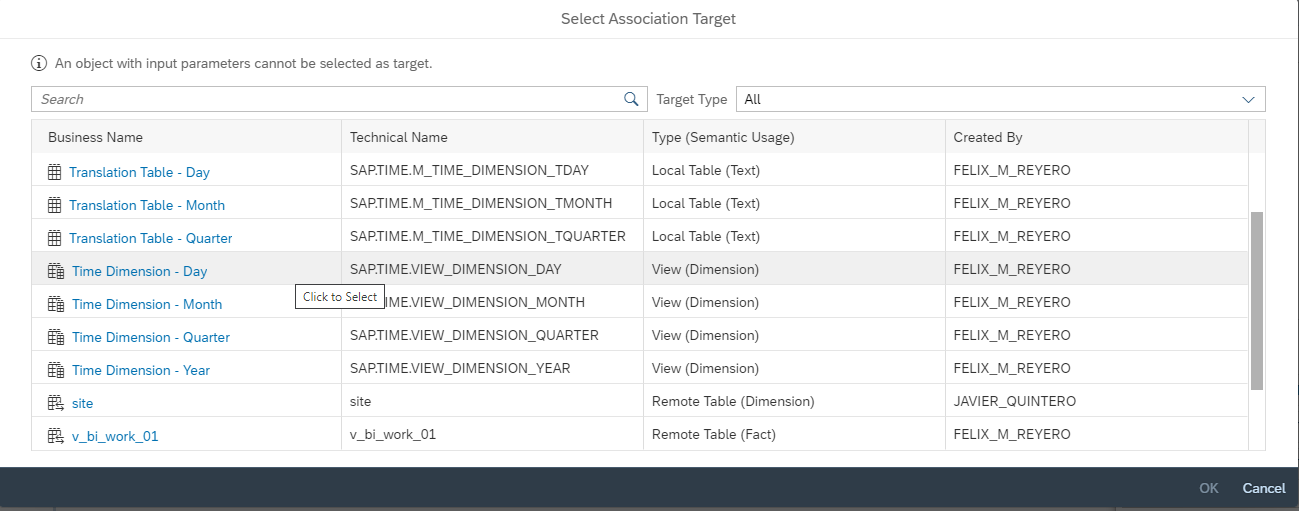 Select Association Target
An object with input parameters cannot be selected as target.
Search Target Type All
Business Name Technical Name Type (Semantic Usage) Created By
Translation Table - Day SAP.TIME.M_TIME_DIMENSION_TDAY Local Table (Text) FELIX_M_REYERO
Translation Table - Month SAP.TIME.M_TIME_DIMENSION_TMONTH Local Table (Text) FELIX_M_REYERO
Translation Table - Quarter SAP.TIME.M_TIME_DIMENSION_TQUARTER Local Table (Text) FELIX_M_REYERO
Time Dimension - Day SAP.TIME.VIEW_DIMENSION_DAY View (Dimension) FELIX_M_REYERO
Click to Select
Time Dimension - Month IME.VIEW_DIMENSION_MONTH View (Dimension) FELIX_M_REYERO
Time Dimension - Quarter SAP.TIME.VIEW_DIMENSION_QUARTER View (Dimension) FELIX_M_REYERO
Time Dimension - Year SAP.TIME.VIEW_DIMENSION_YEAR View (Dimension) FELIX_M_REYERO
site site Remote Table (Dimension) JAVIER_QUINTERO
v_bi_work_01 v_bi_work_01 Remote Table (Fact) FELIX_M_REYERO
OK Cancel